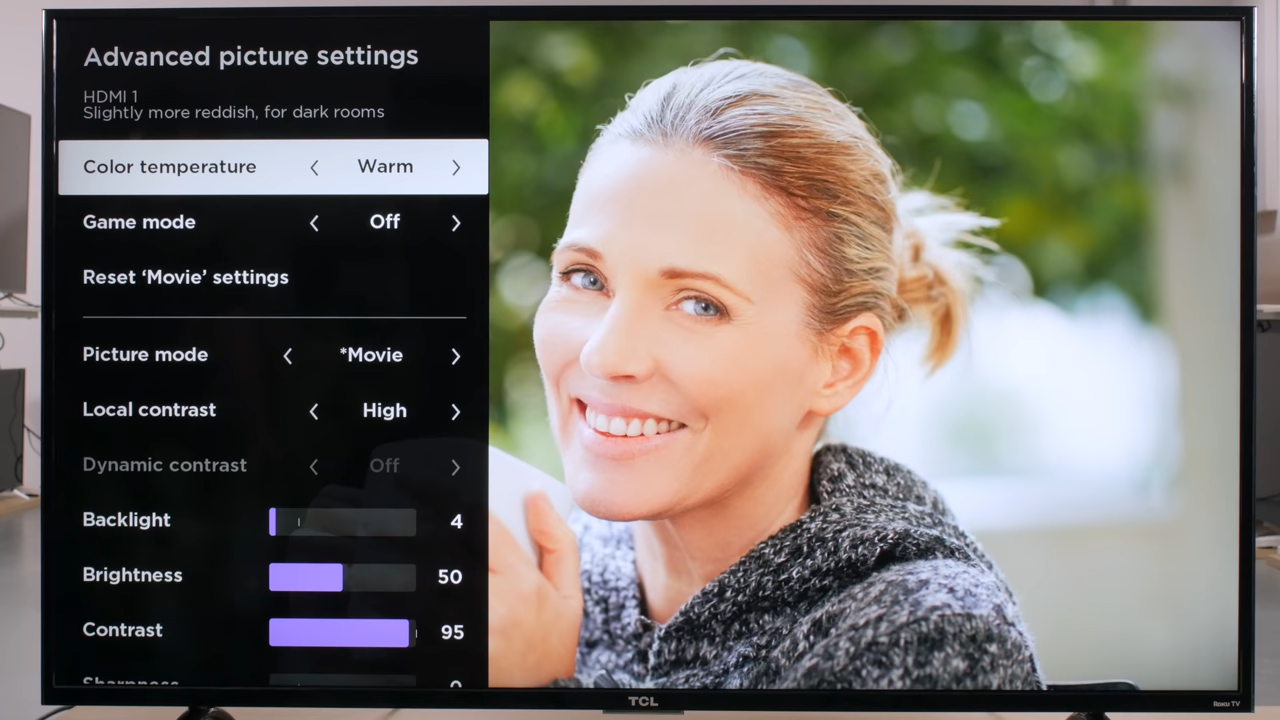 Advanced picture settings
HDMI 1
Slightly more reddish, for dark rooms
Color temperature < Warm >
Game mode < Off >
Reset ‘Movie’ settings
Picture mode < *Movie >
Local contrast < High >
Dynamic contrast < Off >
Backlight 4
Brightness 50
Contrast 95
Sharpness 0
TCL
Roku TV